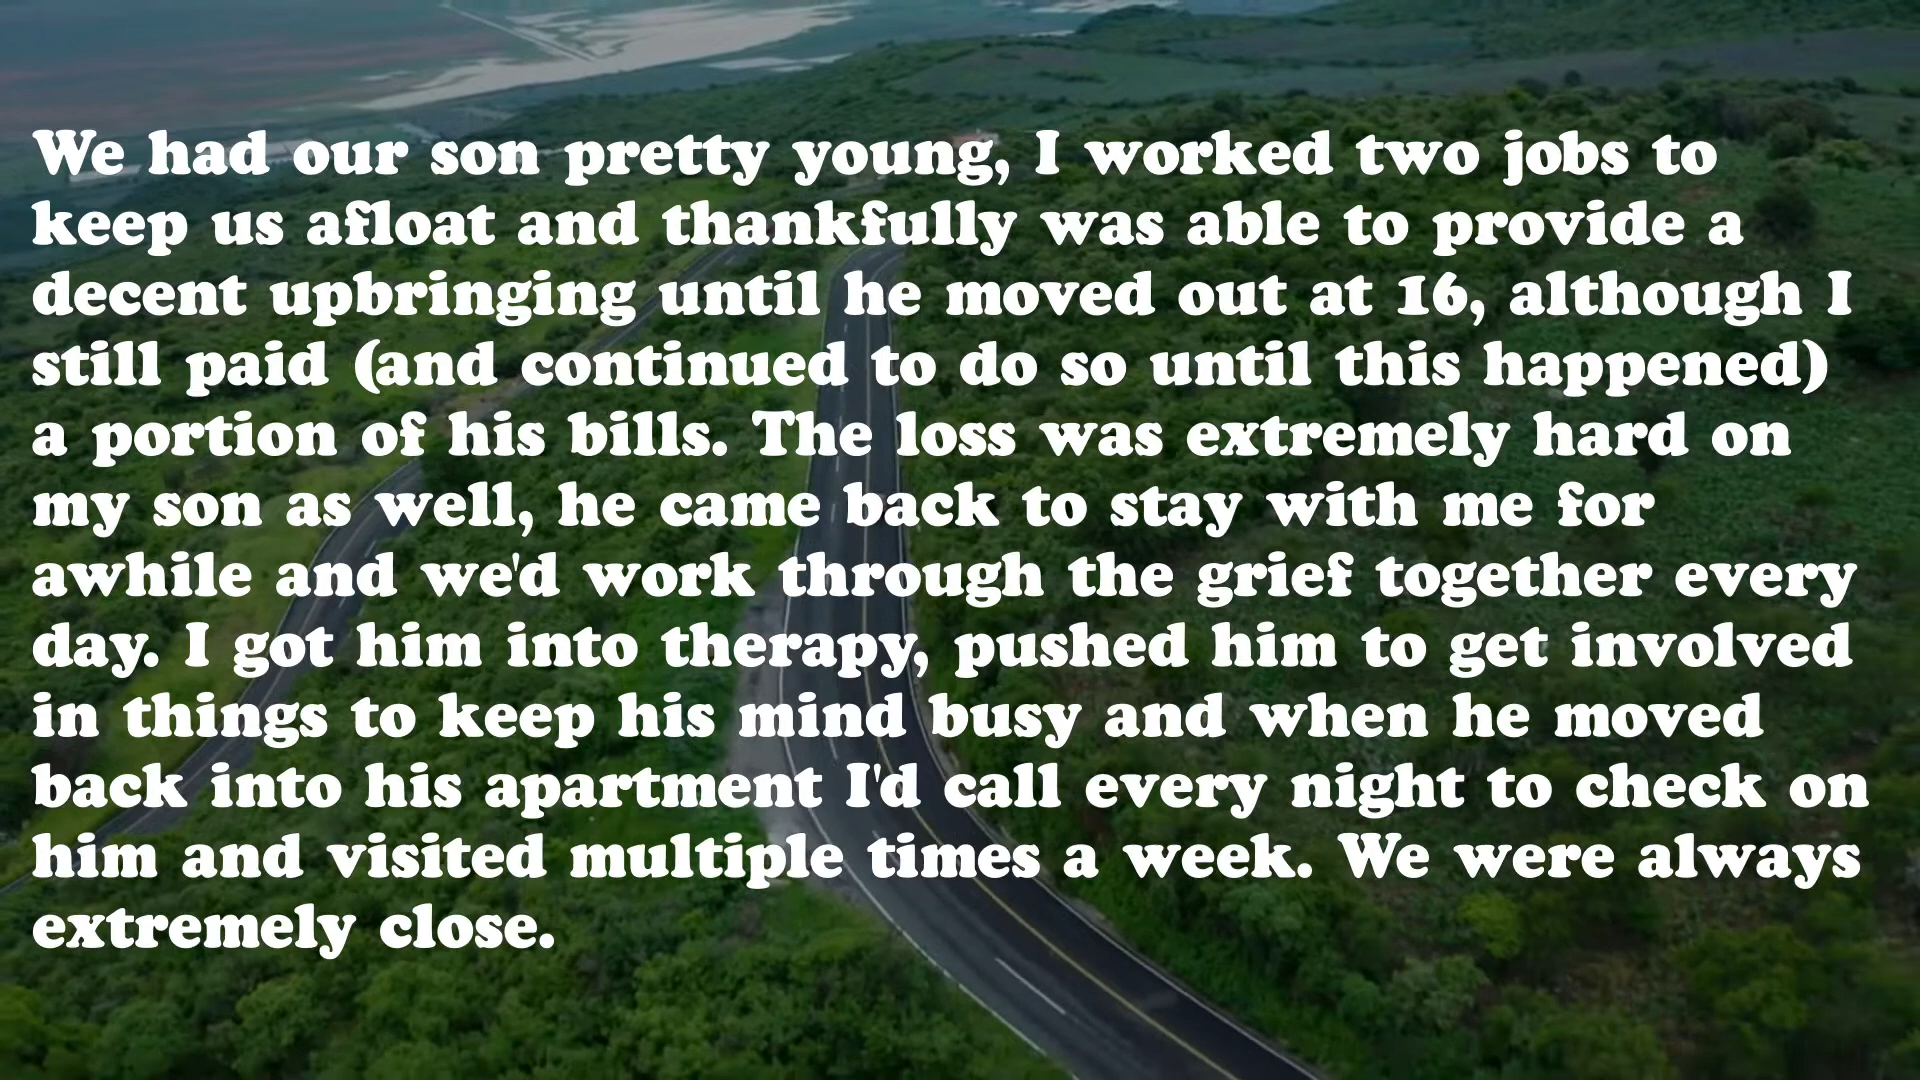 We had our son pretty young, I worked two jobs to
keep us afloat and thankfully was able to provide a
decent upbringing until he moved out at 16, although I
still paid (and continued to do so until this happened)
a portion of his bills. The loss was extremely hard on
my son as well, he came back to stay with me for
awhile and we'd work through the grief together every
day. I got him into therapy, pushed him to get involved
in things to keep his mind busy and when he moved
back into his apartment I'd call every night to check on
him and visited multiple times a week. We were always
extremely close.